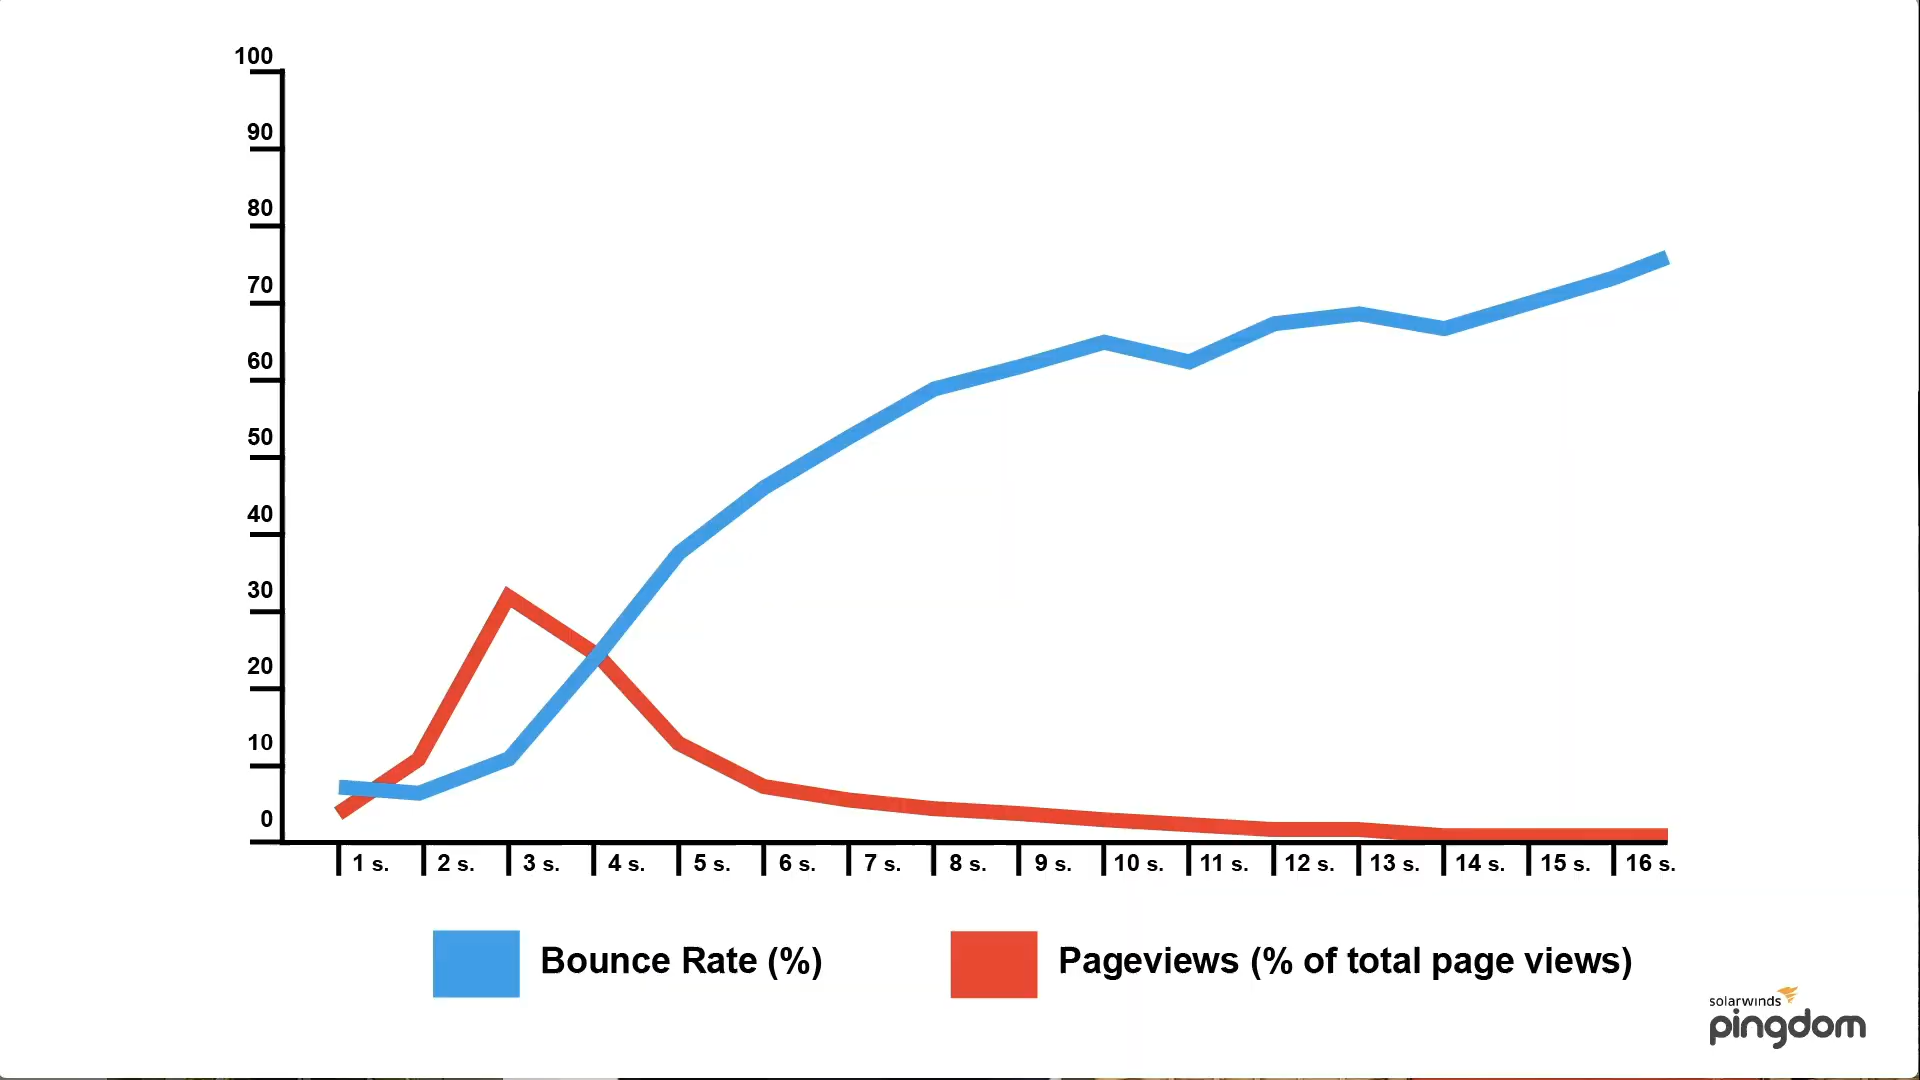 100
90
80
70
60
50
40
30
20
10
0
1 s. 2 s. 3 s. 4 s. 5 s. 6 s. 7 s. 8 s. 9 s. 10 s. 11 s. 12 s. 13 s. 14 s. 15 s. 16 s.
Bounce Rate (%) Pageviews (% of total page views)
solarwinds
pingdom